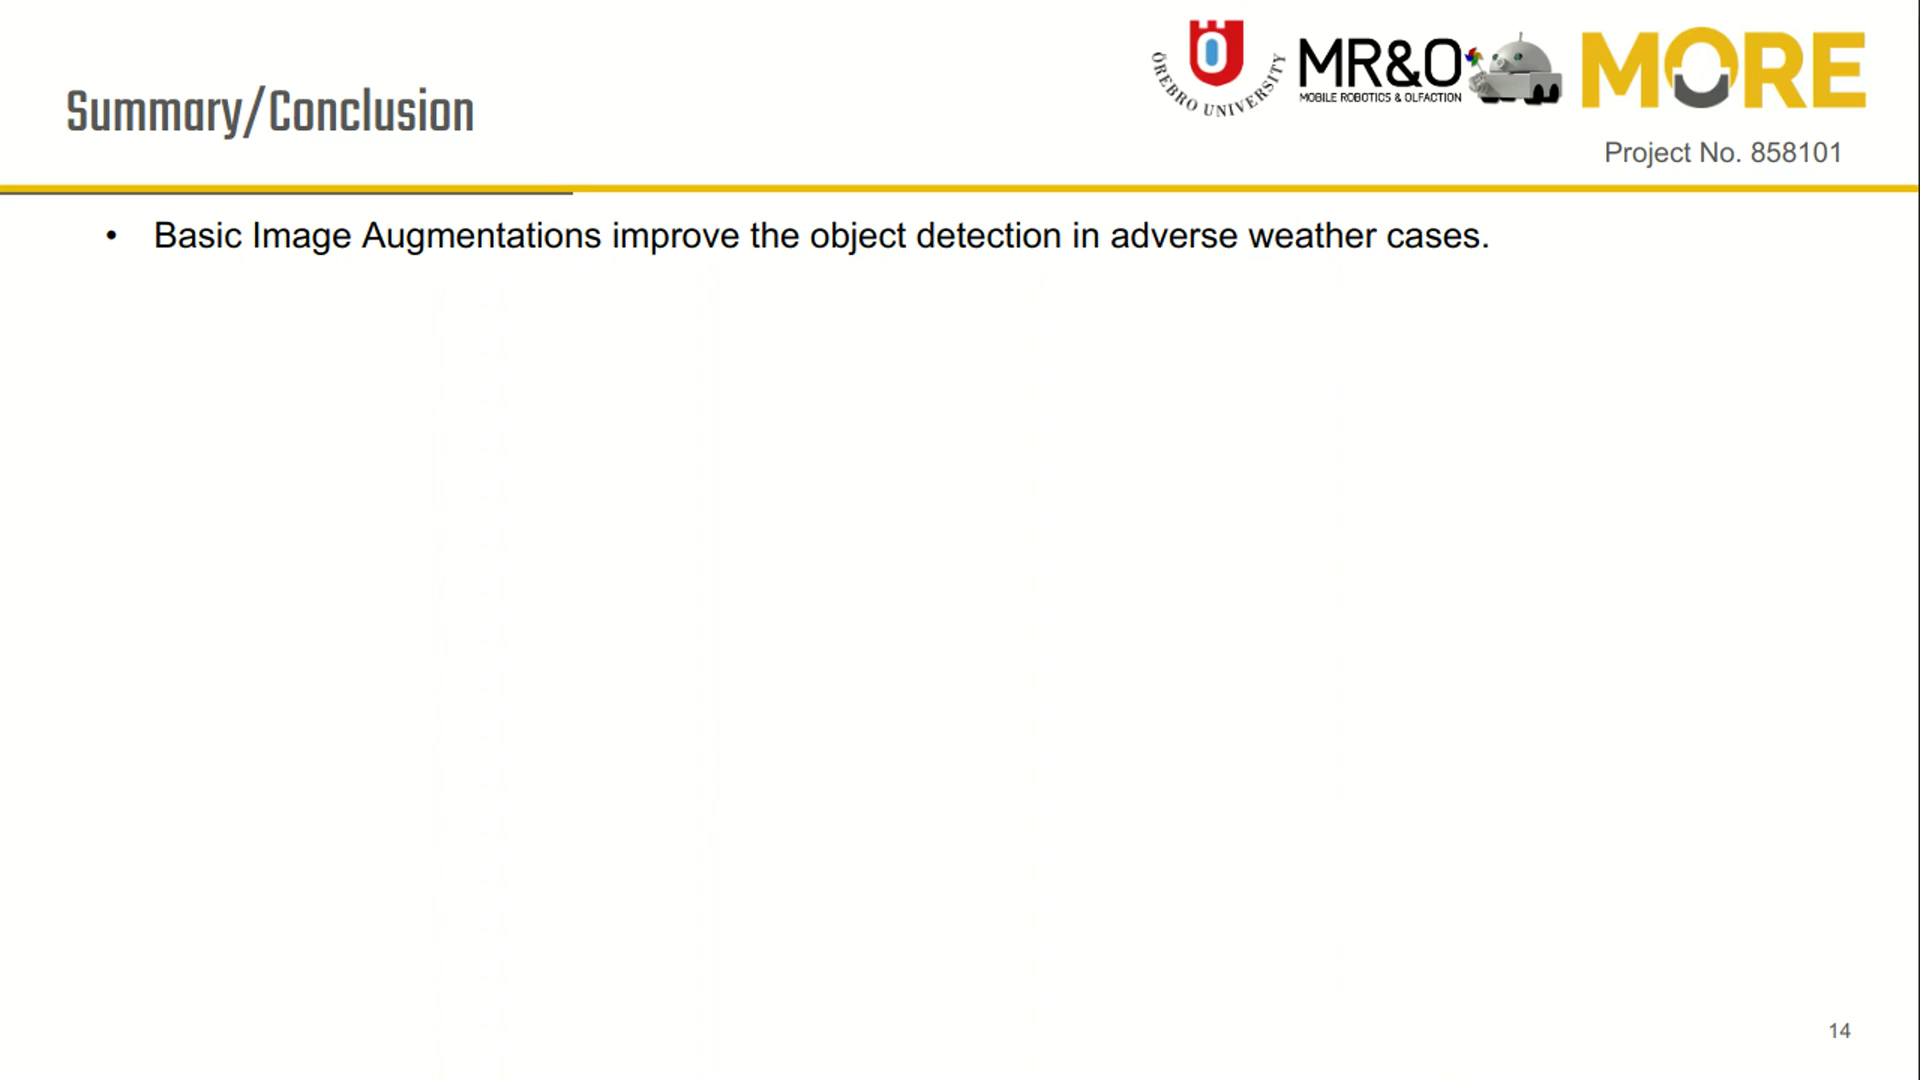 ÖREBRO UNIVERSITY
MR&O
MOBILE ROBOTICS & OLFACTION
MORE
Summary/Conclusion
Project No. 858101
• Basic Image Augmentations improve the object detection in adverse weather cases.
14